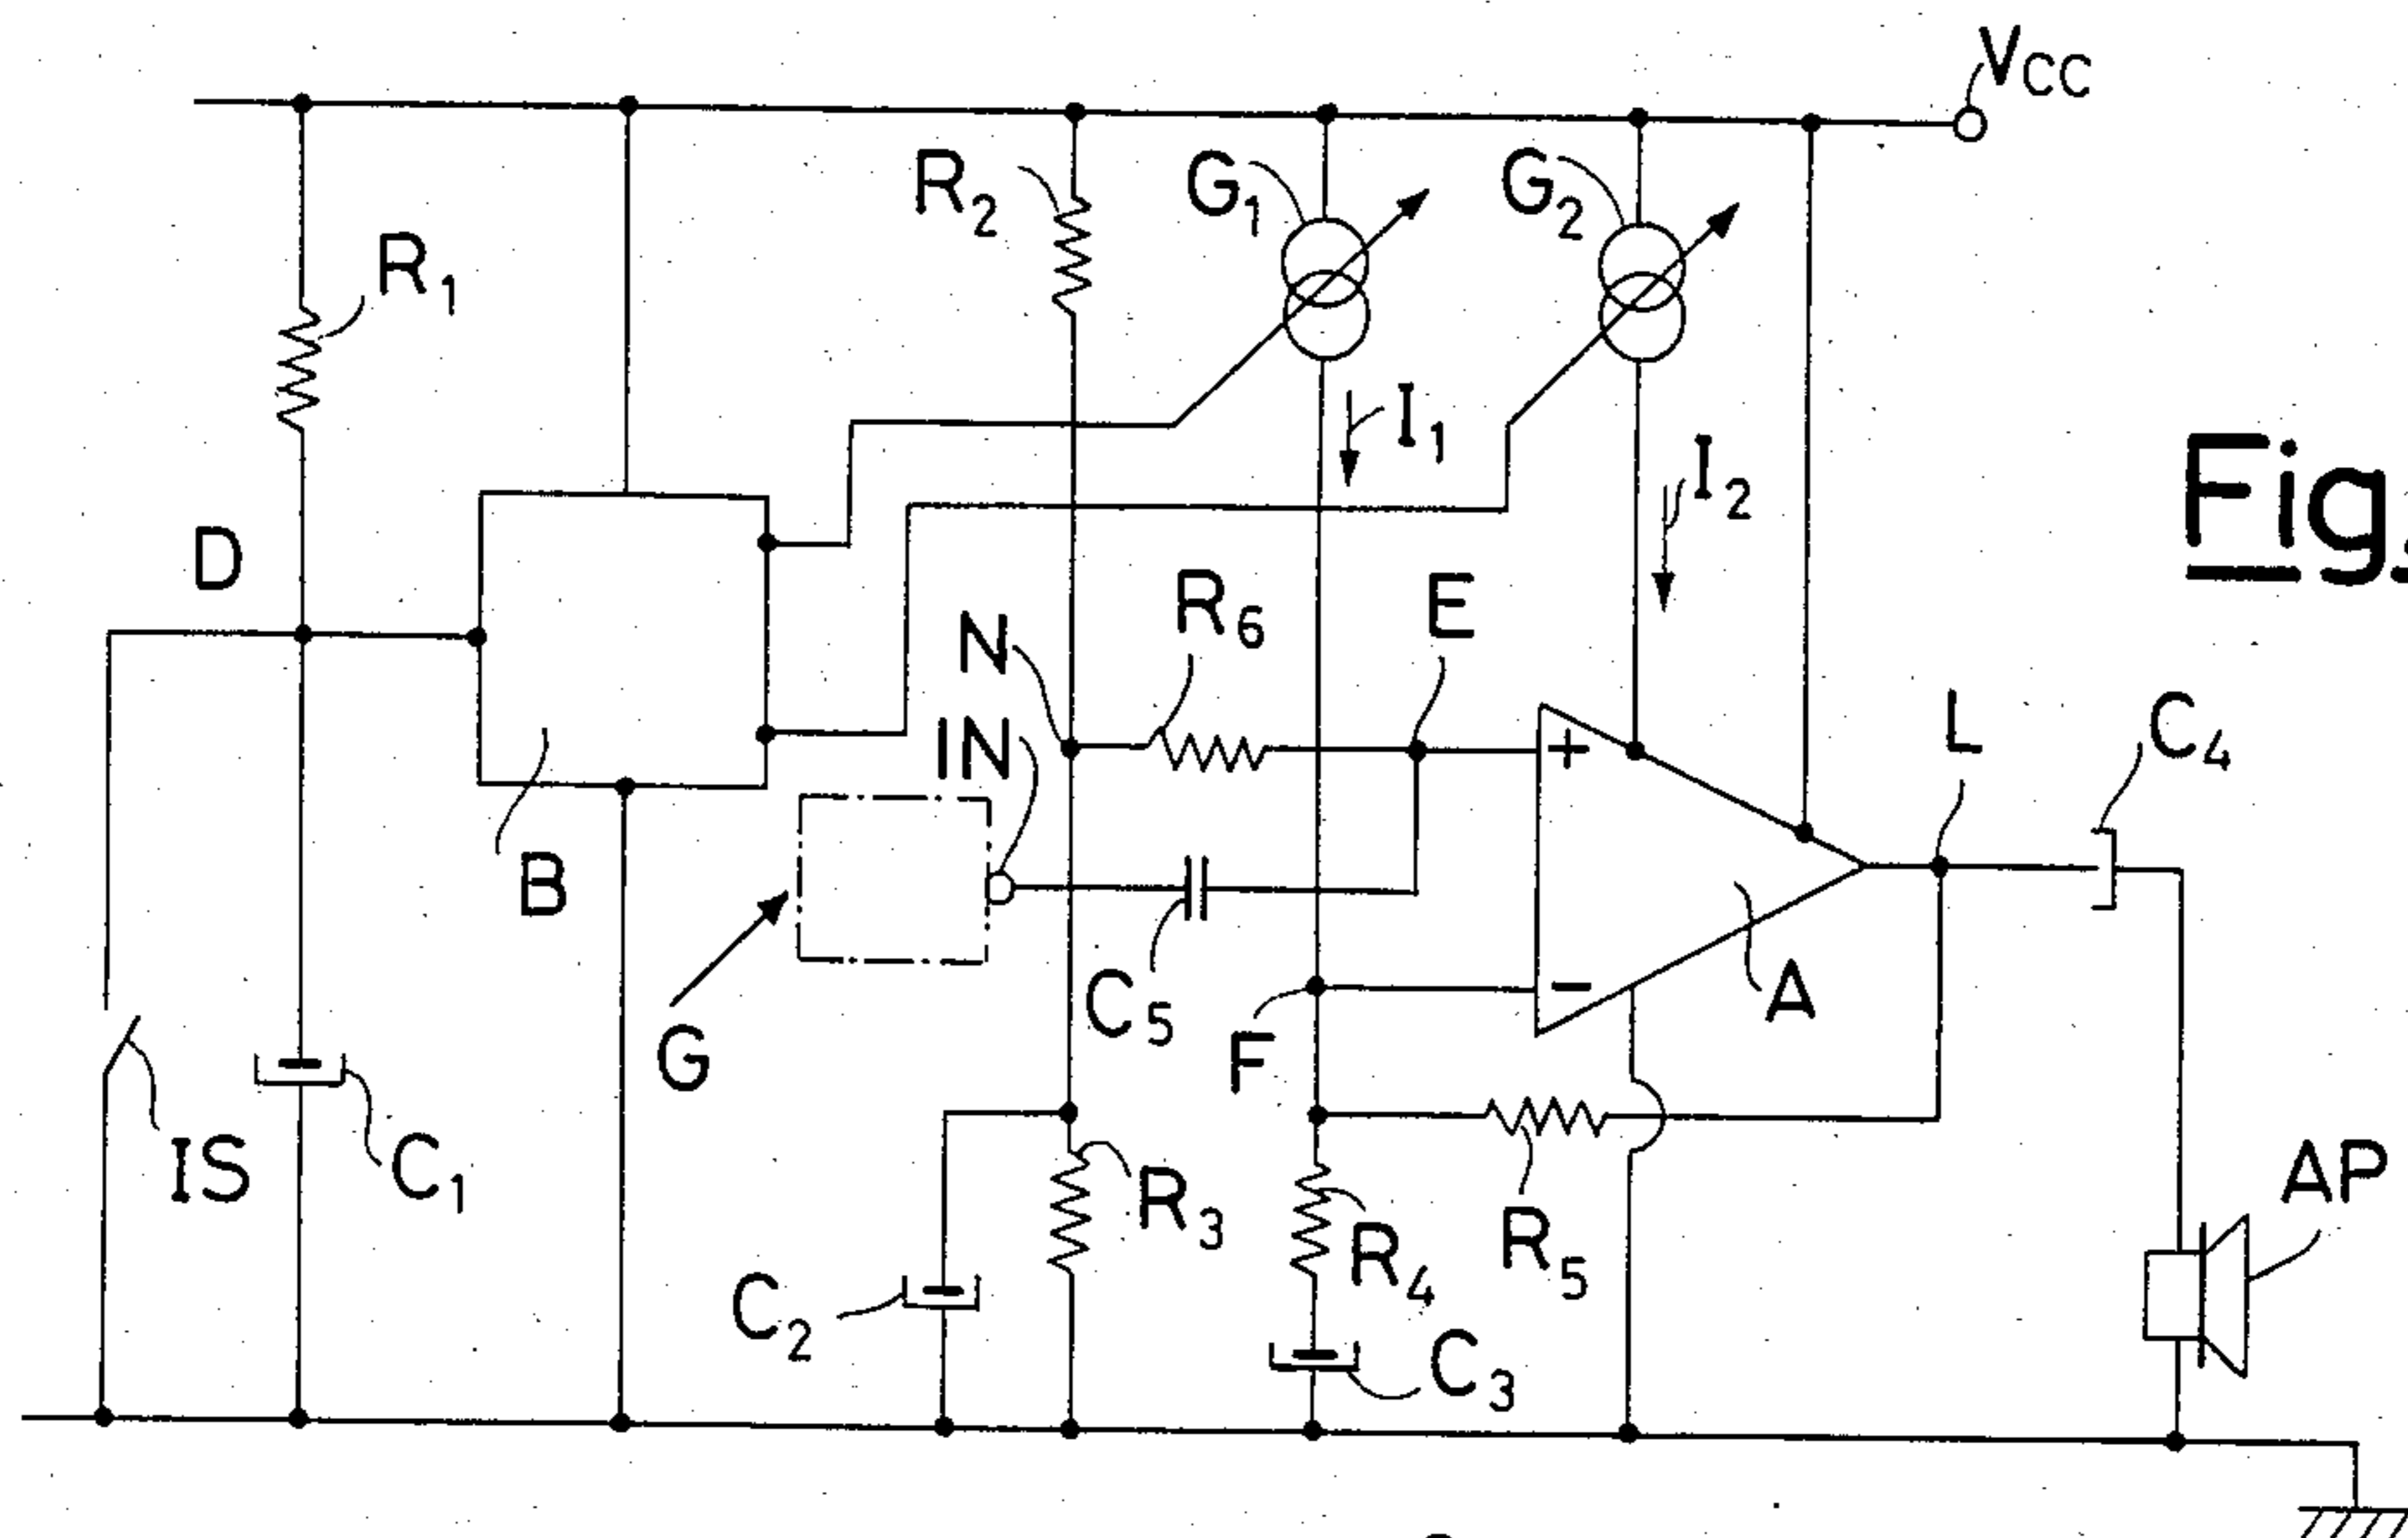 VCC
R2
G1
G2
R1
I1
I2
Fig.
D
R6
E
N
IN
L
C4
+
B
−
A
C5
G
F
IS
C1
AP
R3
R4
R5
C2
C3